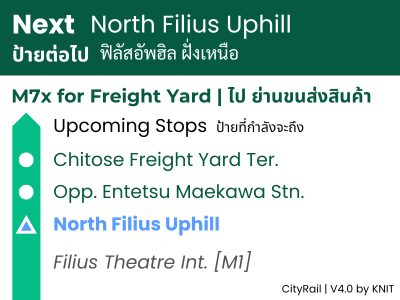 Next North Filius Uphill
ป้ายต่อไป ฟิลัสอัพฮิล ฝั่งเหนือ
M7x for Freight Yard | ไป ย่านขนส่งสินค้า
Upcoming Stops ป้ายที่กำลังจะถึง
Chitose Freight Yard Ter.
Opp. Entetsu Maekawa Stn.
North Filius Uphill
Filius Theatre Int. [M1]
CityRail | V4.0 by KNIT